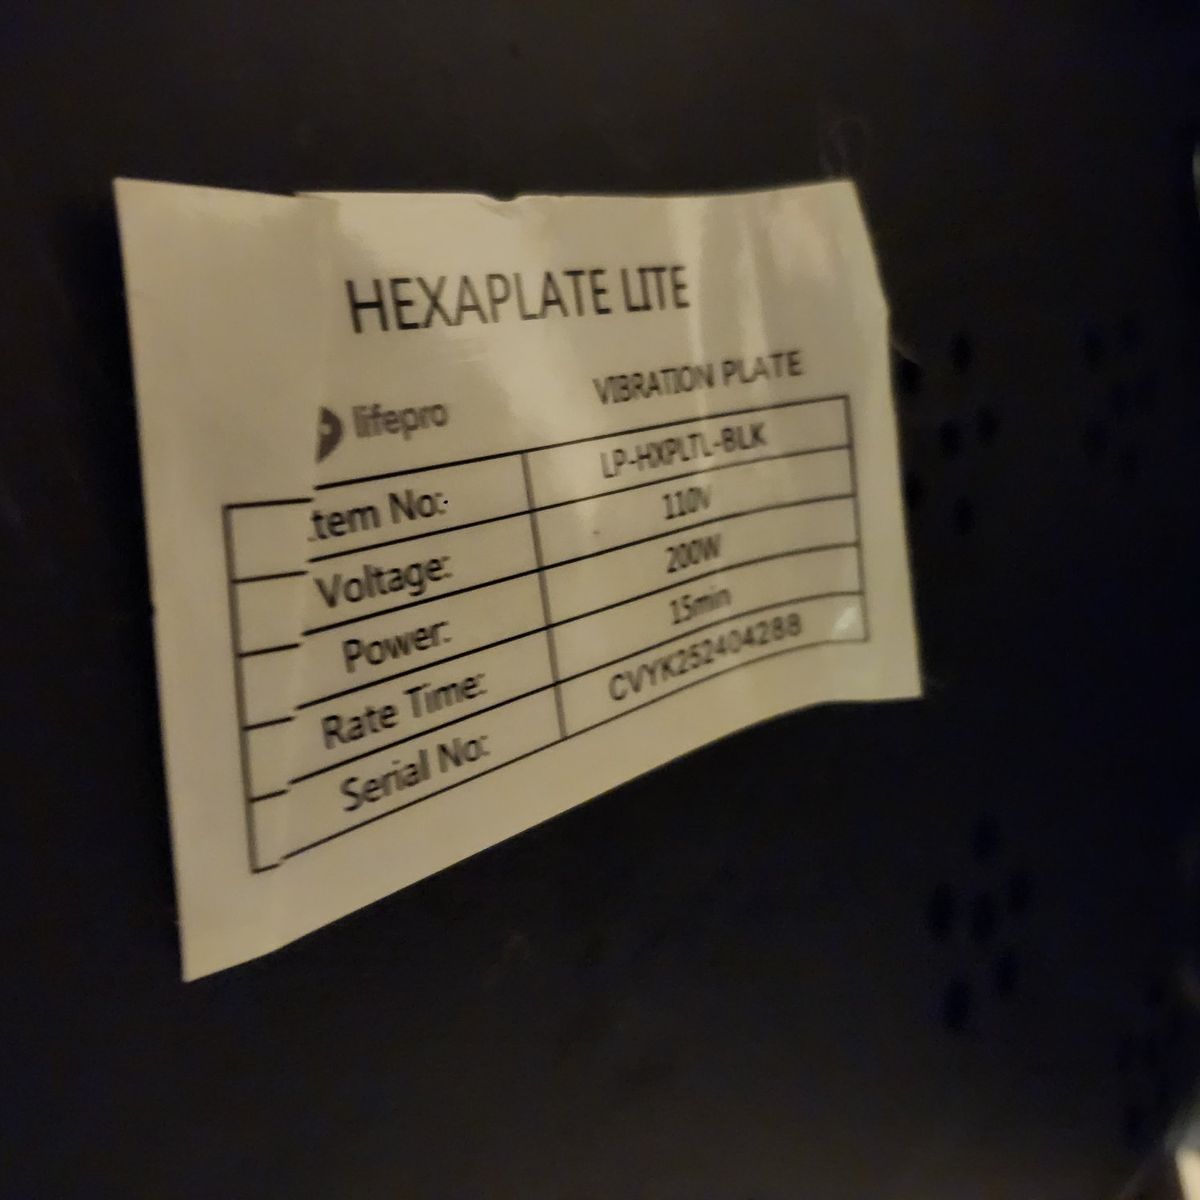 HEXAPLATE LITE
lifepro VIBRATION PLATE
tem No: LP-HXPLTL-BLK
Voltage: 110V
Power: 200W
Rate Time: 15min
Serial No: CVYK252404288